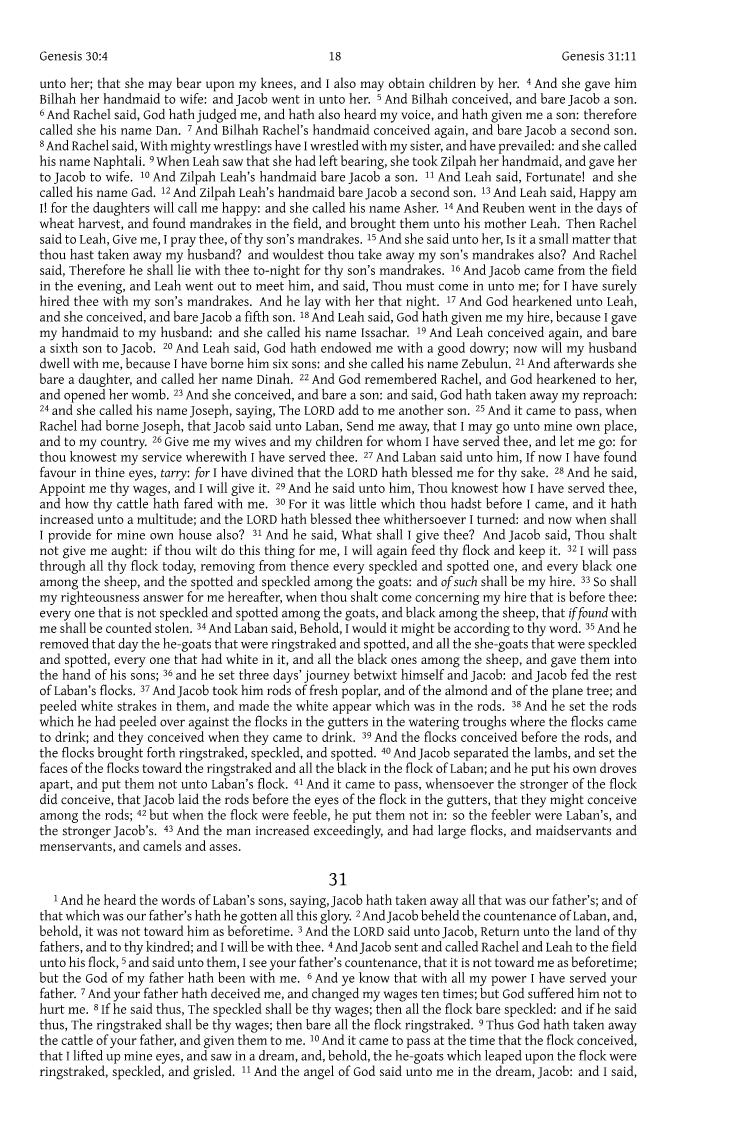 Genesis 30:4 18 Genesis 31:11
unto her; that she may bear upon my knees, and I also may obtain children by her. 4 And she gave him
Bilhah her handmaid to wife: and Jacob went in unto her. 5 And Bilhah conceived, and bare Jacob a son.
6 And Rachel said, God hath judged me, and hath also heard my voice, and hath given me a son: therefore
called she his name Dan. 7 And Bilhah Rachel's handmaid conceived again, and bare Jacob a second son.
8 And Rachel said, With mighty wrestlings have I wrestled with my sister, and have prevailed: and she called
his name Naphtali. 9 When Leah saw that she had left bearing, she took Zilpah her handmaid, and gave her
to Jacob to wife. 10 And Zilpah Leah's handmaid bare Jacob a son. 11 And Leah said, Fortunate! and she
called his name Gad. 12 And Zilpah Leah's handmaid bare Jacob a second son. 13 And Leah said, Happy am
I! for the daughters will call me happy: and she called his name Asher. 14 And Reuben went in the days of
wheat harvest, and found mandrakes in the field, and brought them unto his mother Leah. Then Rachel
said to Leah, Give me, I pray thee, of thy son's mandrakes. 15 And she said unto her, Is it a small matter that
thou hast taken away my husband? and wouldest thou take away my son's mandrakes also? And Rachel
said, Therefore he shall lie with thee to-night for thy son's mandrakes. 16 And Jacob came from the field
in the evening, and Leah went out to meet him, and said, Thou must come in unto me; for I have surely
hired thee with my son's mandrakes. And he lay with her that night. 17 And God hearkened unto Leah,
and she conceived, and bare Jacob a fifth son. 18 And Leah said, God hath given me my hire, because I gave
my handmaid to my husband: and she called his name Issachar. 19 And Leah conceived again, and bare
a sixth son to Jacob. 20 And Leah said, God hath endowed me with a good dowry; now will my husband
dwell with me, because I have borne him six sons: and she called his name Zebulun. 21 And afterwards she
bare a daughter, and called her name Dinah. 22 And God remembered Rachel, and God hearkened to her,
and opened her womb. 23 And she conceived, and bare a son: and said, God hath taken away my reproach:
24 and she called his name Joseph, saying, The LORD add to me another son. 25 And it came to pass, when
Rachel had borne Joseph, that Jacob said unto Laban, Send me away, that I may go unto mine own place,
and to my country. 26 Give me my wives and my children for whom I have served thee, and let me go: for
thou knowest my service wherewith I have served thee. 27 And Laban said unto him, If now I have found
favour in thine eyes, tarry: for I have divined that the LORD hath blessed me for thy sake. 28 And he said,
Appoint me thy wages, and I will give it. 29 And he said unto him, Thou knowest how I have served thee,
and how thy cattle hath fared with me. 30 For it was little which thou hadst before I came, and it hath
increased unto a multitude; and the LORD hath blessed thee whithersoever I turned: and now when shall
I provide for mine own house also? 31 And he said, What shall I give thee? And Jacob said, Thou shalt
not give me aught: if thou wilt do this thing for me, I will again feed thy flock and keep it. 32 I will pass
through all thy flock today, removing from thence every speckled and spotted one, and every black one
among the sheep, and the spotted and speckled among the goats: and of such shall be my hire. 33 So shall
my righteousness answer for me hereafter, when thou shalt come concerning my hire that is before thee:
every one that is not speckled and spotted among the goats, and black among the sheep, that if found with
me shall be counted stolen. 34 And Laban said, Behold, I would it might be according to thy word. 35 And he
removed that day the he-goats that were ringstraked and spotted, and all the she-goats that were speckled
and spotted, every one that had white in it, and all the black ones among the sheep, and gave them into
the hand of his sons; 36 and he set three days' journey betwixt himself and Jacob: and Jacob fed the rest
of Laban's flocks. 37 And Jacob took him rods of fresh poplar, and of the almond and of the plane tree; and
peeled white strakes in them, and made the white appear which was in the rods. 38 And he set the rods
which he had peeled over against the flocks in the gutters in the watering troughs where the flocks came
to drink; and they conceived when they came to drink. 39 And the flocks conceived before the rods, and
the flocks brought forth ringstraked, speckled, and spotted. 40 And Jacob separated the lambs, and set the
faces of the flocks toward the ringstraked and all the black in the flock of Laban; and he put his own droves
apart, and put them not unto Laban's flock. 41 And it came to pass, whensoever the stronger of the flock
did conceive, that Jacob laid the rods before the eyes of the flock in the gutters, that they might conceive
among the rods; 42 but when the flock were feeble, he put them not in: so the feebler were Laban's, and
the stronger Jacob's. 43 And the man increased exceedingly, and had large flocks, and maidservants and
menservants, and camels and asses.
31
1 And he heard the words of Laban's sons, saying, Jacob hath taken away all that was our father's; and of
that which was our father's hath he gotten all this glory. 2 And Jacob beheld the countenance of Laban, and,
behold, it was not toward him as beforetime. 3 And the LORD said unto Jacob, Return unto the land of thy
fathers, and to thy kindred; and I will be with thee. 4 And Jacob sent and called Rachel and Leah to the field
unto his flock, 5 and said unto them, I see your father's countenance, that it is not toward me as beforetime;
but the God of my father hath been with me. 6 And ye know that with all my power I have served your
father. 7 And your father hath deceived me, and changed my wages ten times; but God suffered him not to
hurt me. 8 If he said thus, The speckled shall be thy wages; then all the flock bare speckled: and if he said
thus, The ringstraked shall be thy wages; then bare all the flock ringstraked. 9 Thus God hath taken away
the cattle of your father, and given them to me. 10 And it came to pass at the time that the flock conceived,
that I lifted up mine eyes, and saw in a dream, and, behold, the he-goats which leaped upon the flock were
ringstraked, speckled, and grisled. 11 And the angel of God said unto me in the dream, Jacob: and I said,